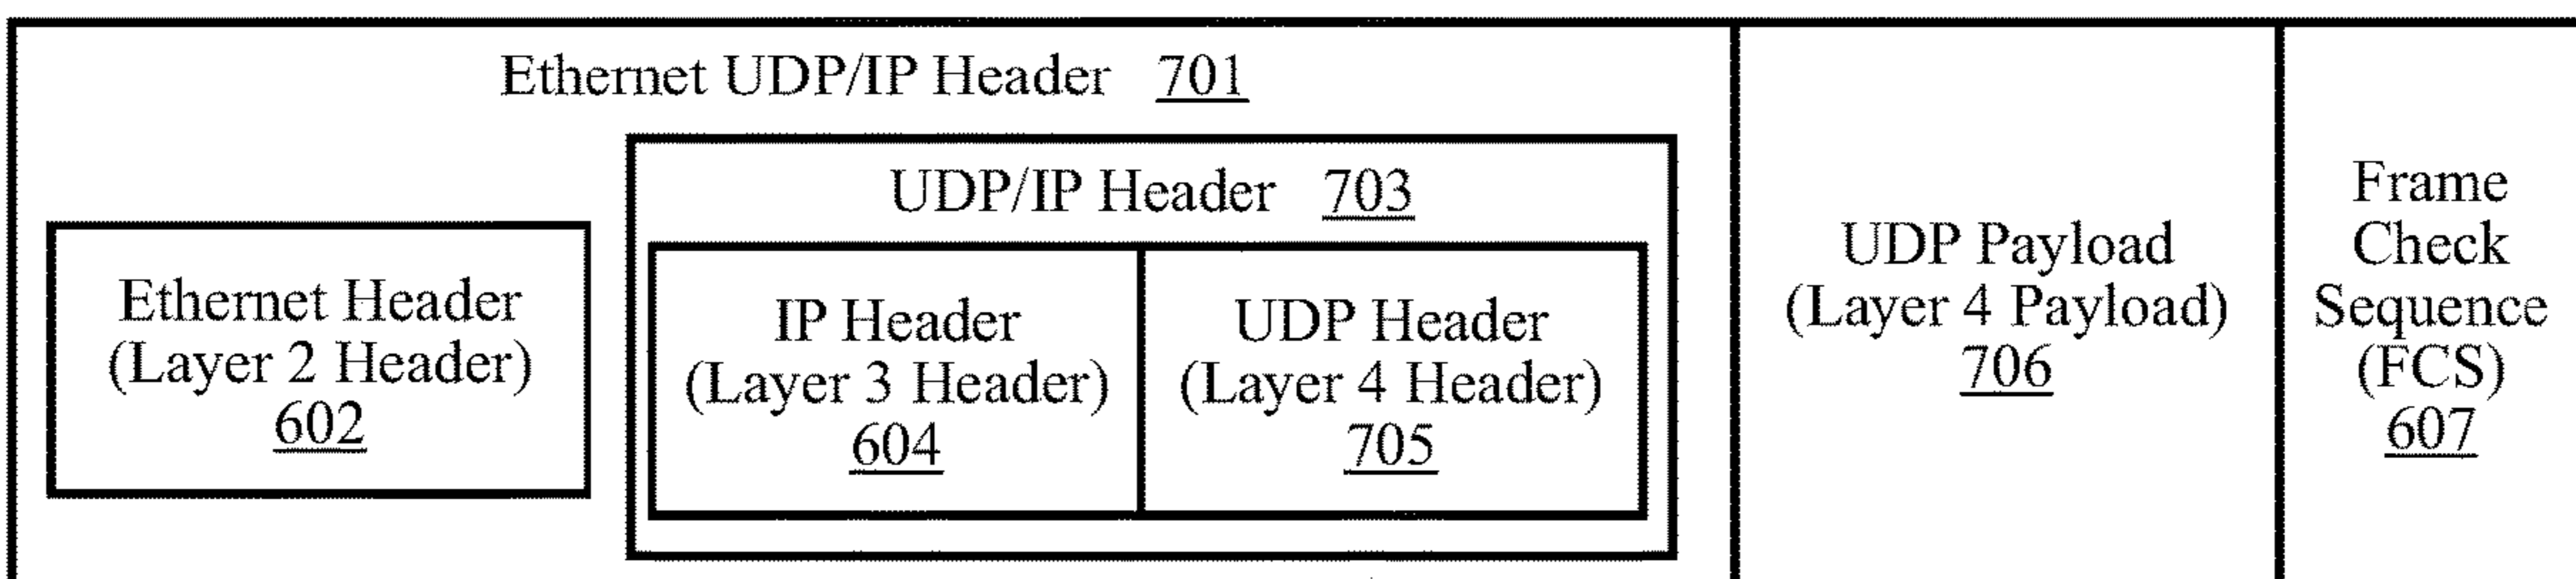 Ethernet UDP/IP Header 701
UDP/IP Header 703
Ethernet Header
(Layer 2 Header)
602
IP Header
(Layer 3 Header)
604
UDP Header
(Layer 4 Header)
705
UDP Payload
(Layer 4 Payload)
706
Frame
Check
Sequence
(FCS)
607